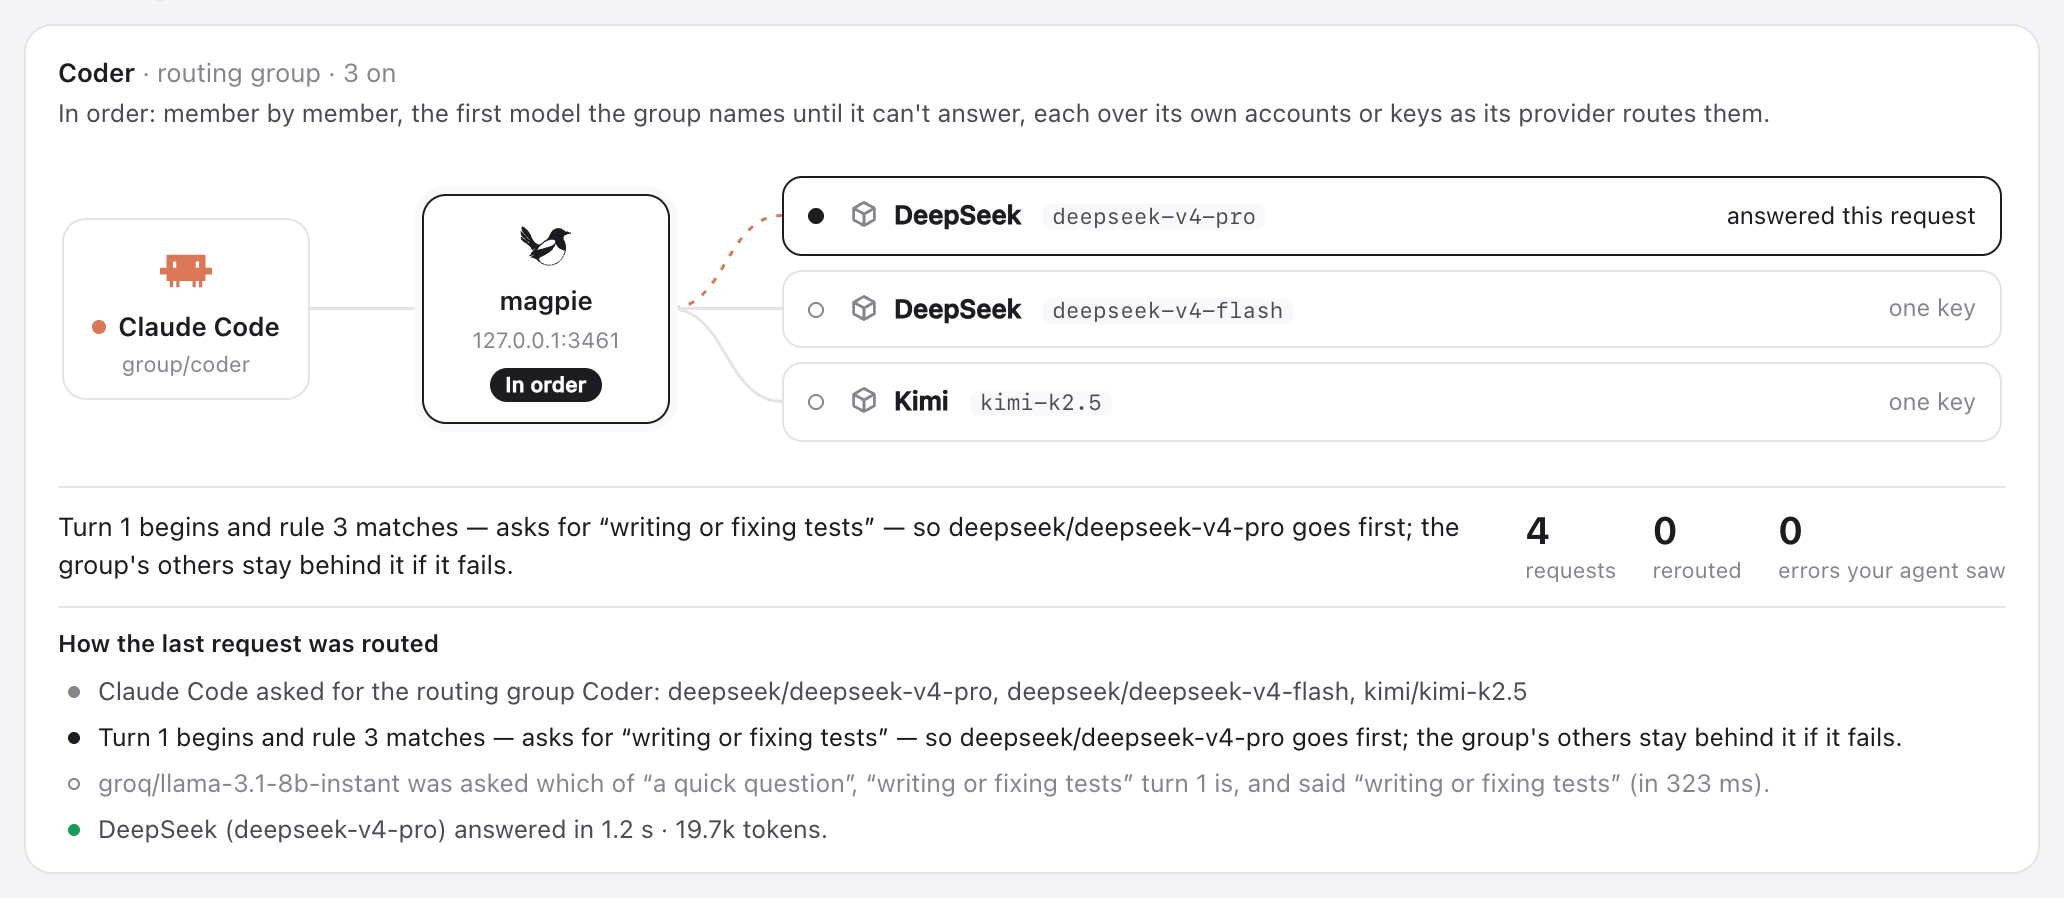 Coder · routing group · 3 on
In order: member by member, the first model the group names until it can't answer, each over its own accounts or keys as its provider routes them.
Claude Code
group/coder
magpie
127.0.0.1:3461
In order
DeepSeek deepseek-v4-pro answered this request
DeepSeek deepseek-v4-flash one key
Kimi kimi-k2.5 one key
Turn 1 begins and rule 3 matches — asks for “writing or fixing tests” — so deepseek/deepseek-v4-pro goes first; the
group's others stay behind it if it fails.
4 requests
0 rerouted
0 errors your agent saw
How the last request was routed
Claude Code asked for the routing group Coder: deepseek/deepseek-v4-pro, deepseek/deepseek-v4-flash, kimi/kimi-k2.5
Turn 1 begins and rule 3 matches — asks for “writing or fixing tests” — so deepseek/deepseek-v4-pro goes first; the group's others stay behind it if it fails.
groq/llama-3.1-8b-instant was asked which of “a quick question”, “writing or fixing tests” turn 1 is, and said “writing or fixing tests” (in 323 ms).
DeepSeek (deepseek-v4-pro) answered in 1.2 s · 19.7k tokens.